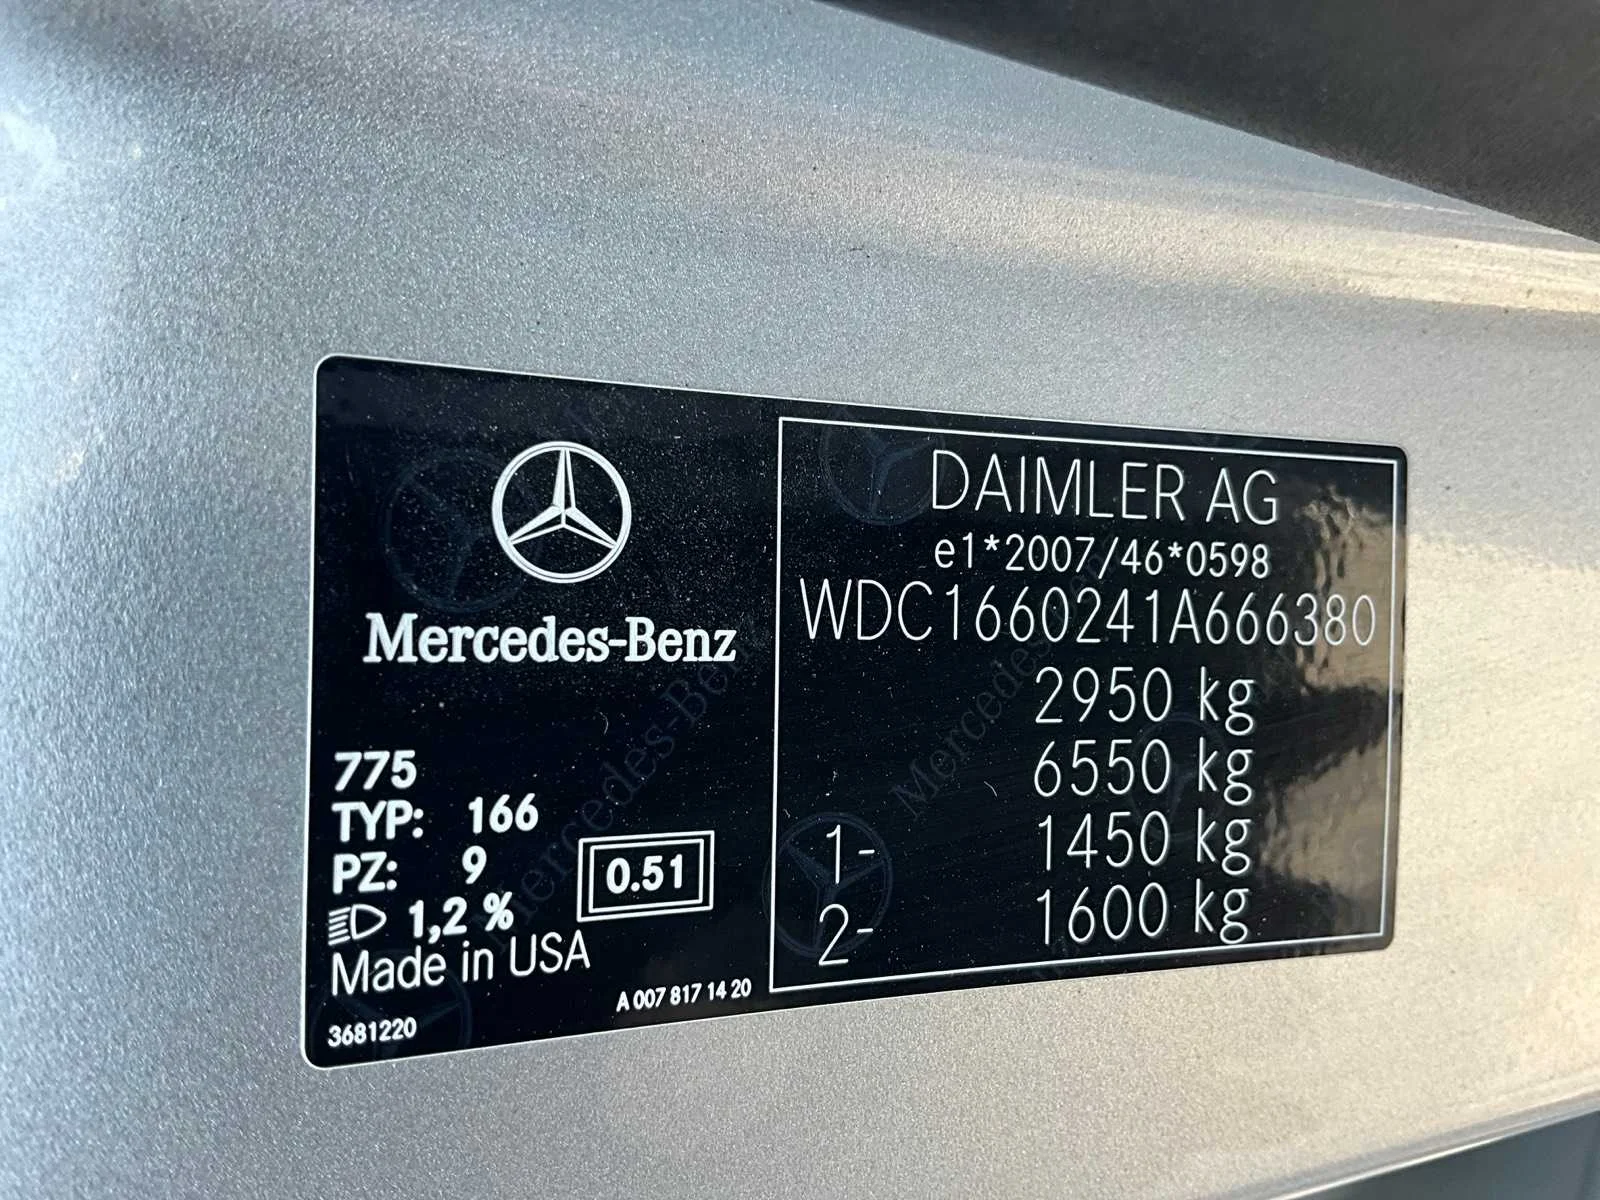 Mercedes-Benz
775
TYP: 166
PZ: 9
1,2 %
0.51
Made in USA
A 007 817 14 20
3681220
DAIMLER AG
e1*2007/46*0598
WDC1660241A666380
2950 kg
6550 kg
1- 1450 kg
2- 1600 kg